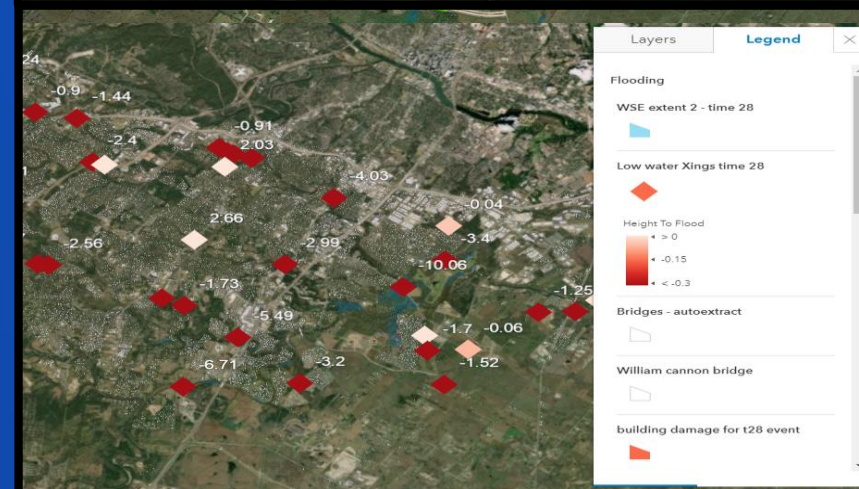 24
-0.9
-1.44
-2.4
-0.91
2.03
-4.03
-0.04
2.66
-2.56
-2.99
-3.4
-10.06
-1.73
-1.25
-5.49
-1.7
-0.06
-6.71
-3.2
-1.52
Layers
Legend
Flooding
WSE extent 2 - time 28
Low water Xings time 28
Height To Flood
> 0
-0.15
< -0.3
Bridges - autoextract
William cannon bridge
building damage for t28 event